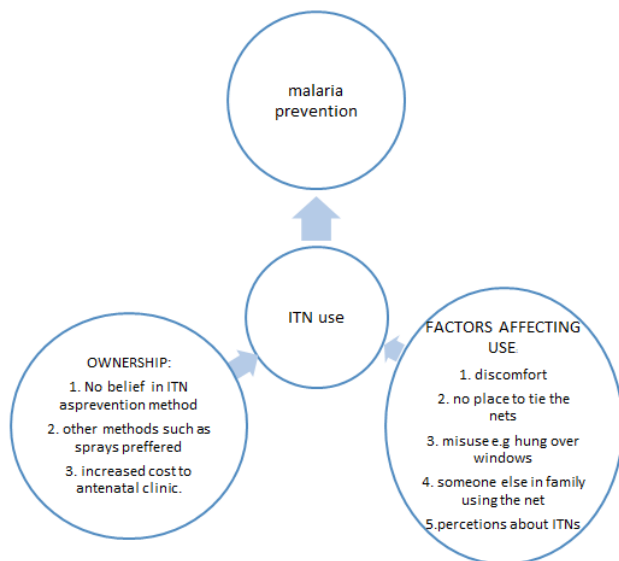 malaria
prevention
ITN use
OWNERSHIP:
1. No belief in ITN
asprevention method
2. other methods such as
sprays preffered
3. increased cost to
antenatal clinic.
FACTORS AFFECTING
USE
1. discomfort
2. no place to tie the
nets
3. misuse e.g hung over
windows
4. someone else in family
using the net
5.percetions about ITNs